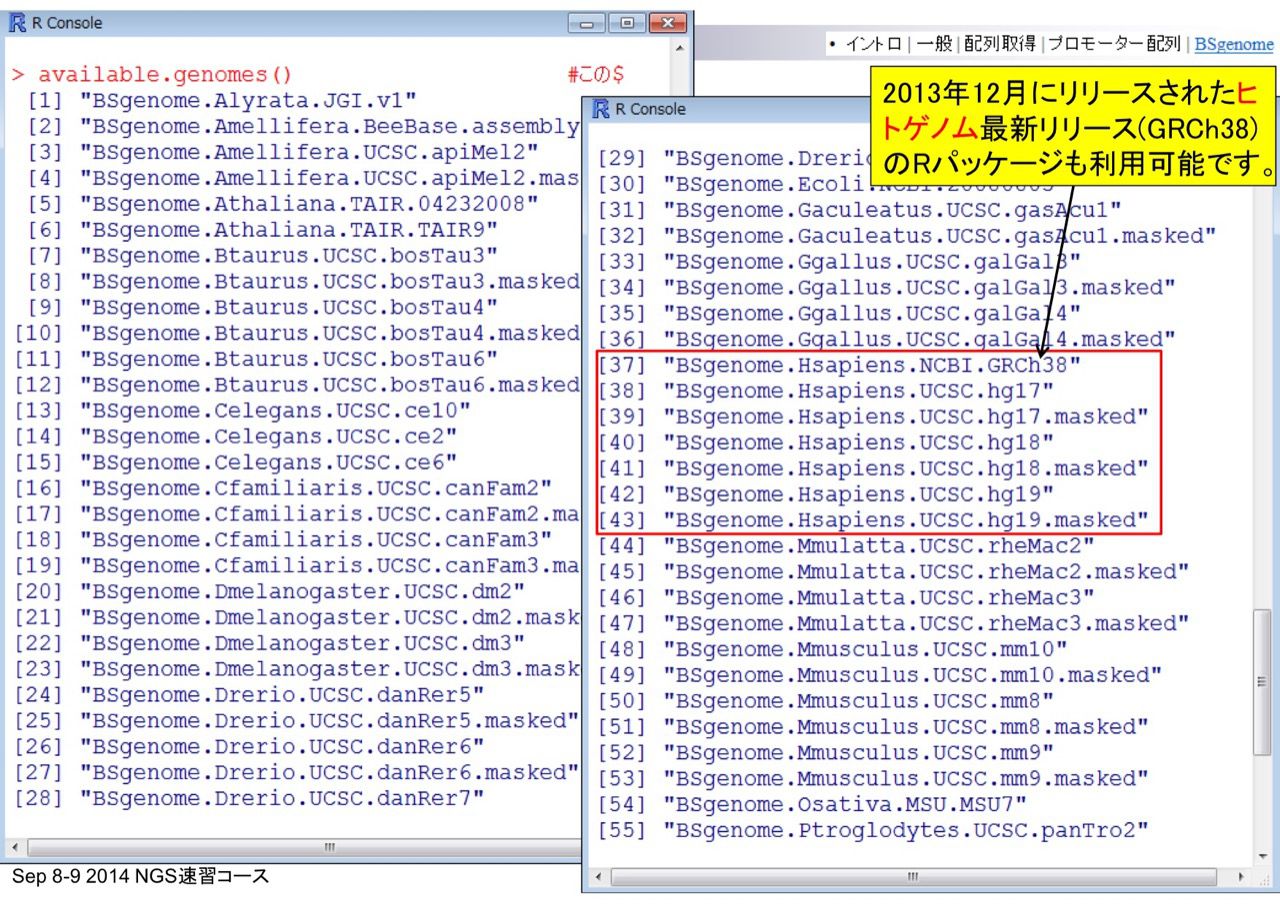 R Console
• イントロ | 一般 | 配列取得 | プロモーター配列 | BSgenome
> available.genomes() #この$
[1] "BSgenome.Alyrata.JGI.v1"
[2] "BSgenome.Amellifera.BeeBase.assembly
[3] "BSgenome.Amellifera.UCSC.apiMel2"
[4] "BSgenome.Amellifera.UCSC.apiMel2.mas
[5] "BSgenome.Athaliana.TAIR.04232008"
[6] "BSgenome.Athaliana.TAIR.TAIR9"
[7] "BSgenome.Btaurus.UCSC.bosTau3"
[8] "BSgenome.Btaurus.UCSC.bosTau3.masked
[9] "BSgenome.Btaurus.UCSC.bosTau4"
[10] "BSgenome.Btaurus.UCSC.bosTau4.masked
[11] "BSgenome.Btaurus.UCSC.bosTau6"
[12] "BSgenome.Btaurus.UCSC.bosTau6.masked
[13] "BSgenome.Celegans.UCSC.ce10"
[14] "BSgenome.Celegans.UCSC.ce2"
[15] "BSgenome.Celegans.UCSC.ce6"
[16] "BSgenome.Cfamiliaris.UCSC.canFam2"
[17] "BSgenome.Cfamiliaris.UCSC.canFam2.ma
[18] "BSgenome.Cfamiliaris.UCSC.canFam3"
[19] "BSgenome.Cfamiliaris.UCSC.canFam3.ma
[20] "BSgenome.Dmelanogaster.UCSC.dm2"
[21] "BSgenome.Dmelanogaster.UCSC.dm2.mask
[22] "BSgenome.Dmelanogaster.UCSC.dm3"
[23] "BSgenome.Dmelanogaster.UCSC.dm3.mask
[24] "BSgenome.Drerio.UCSC.danRer5"
[25] "BSgenome.Drerio.UCSC.danRer5.masked"
[26] "BSgenome.Drerio.UCSC.danRer6"
[27] "BSgenome.Drerio.UCSC.danRer6.masked"
[28] "BSgenome.Drerio.UCSC.danRer7"
2013年12月にリリースされたヒ
トゲノム最新リリース(GRCh38)
のRパッケージも利用可能です。
R Console
[29] "BSgenome.Dreri
[30] "BSgenome.Ecoli.NCBI.20080805"
[31] "BSgenome.Gaculeatus.UCSC.gasAcu1"
[32] "BSgenome.Gaculeatus.UCSC.gasAcu1.masked"
[33] "BSgenome.Ggallus.UCSC.galGal3"
[34] "BSgenome.Ggallus.UCSC.galGal3.masked"
[35] "BSgenome.Ggallus.UCSC.galGal4"
[36] "BSgenome.Ggallus.UCSC.galGal4.masked"
[37] "BSgenome.Hsapiens.NCBI.GRCh38"
[38] "BSgenome.Hsapiens.UCSC.hg17"
[39] "BSgenome.Hsapiens.UCSC.hg17.masked"
[40] "BSgenome.Hsapiens.UCSC.hg18"
[41] "BSgenome.Hsapiens.UCSC.hg18.masked"
[42] "BSgenome.Hsapiens.UCSC.hg19"
[43] "BSgenome.Hsapiens.UCSC.hg19.masked"
[44] "BSgenome.Mmulatta.UCSC.rheMac2"
[45] "BSgenome.Mmulatta.UCSC.rheMac2.masked"
[46] "BSgenome.Mmulatta.UCSC.rheMac3"
[47] "BSgenome.Mmulatta.UCSC.rheMac3.masked"
[48] "BSgenome.Mmusculus.UCSC.mm10"
[49] "BSgenome.Mmusculus.UCSC.mm10.masked"
[50] "BSgenome.Mmusculus.UCSC.mm8"
[51] "BSgenome.Mmusculus.UCSC.mm8.masked"
[52] "BSgenome.Mmusculus.UCSC.mm9"
[53] "BSgenome.Mmusculus.UCSC.mm9.masked"
[54] "BSgenome.Osativa.MSU.MSU7"
[55] "BSgenome.Ptroglodytes.UCSC.panTro2"
Sep 8-9 2014 NGS速習コース